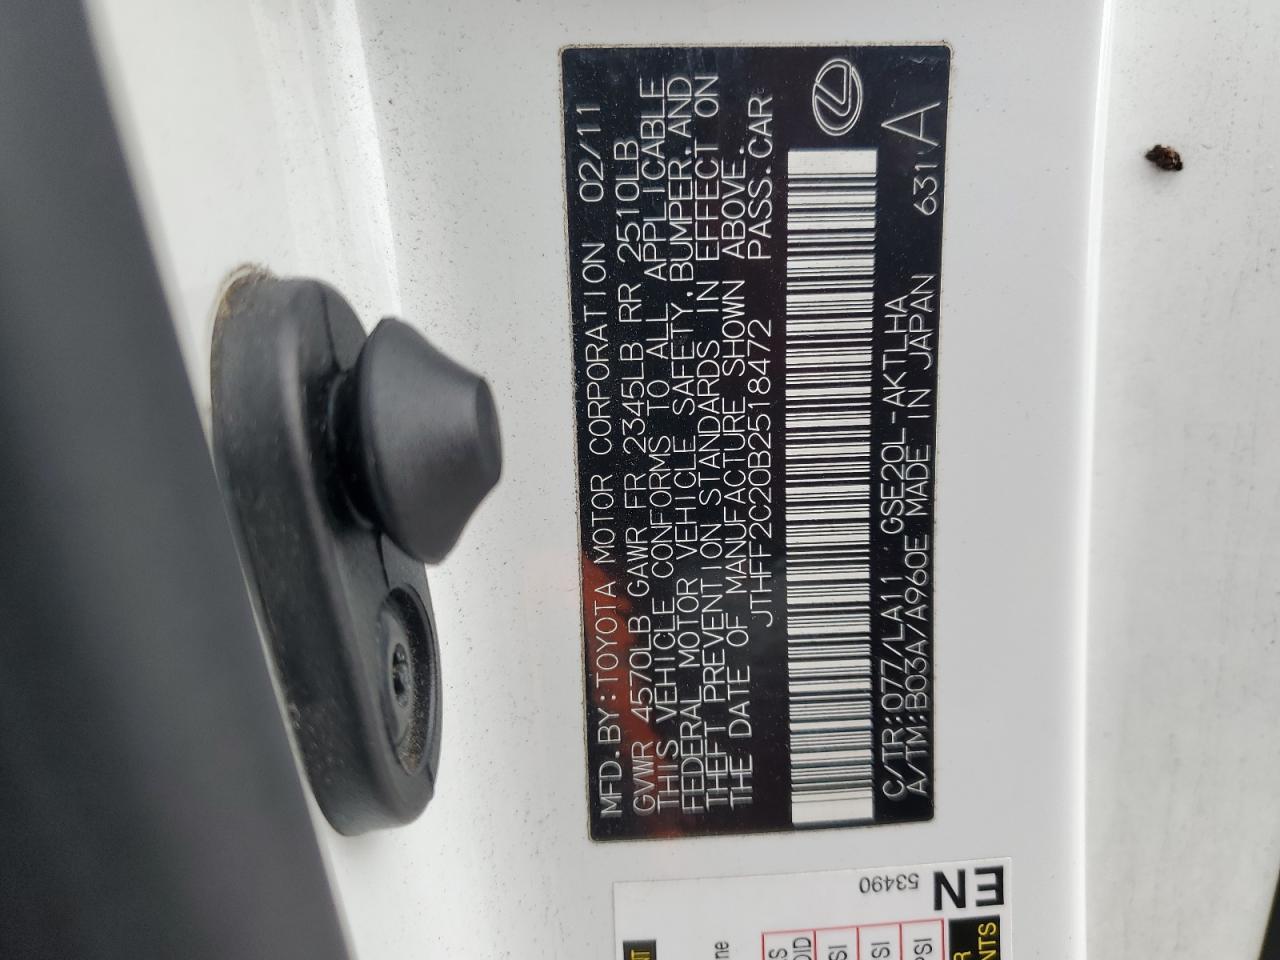 MFD.BY:TOYOTA MOTOR CORPORATION 02/11
GVWR 4570LB GAWR FR 2345LB RR 2510LB
THIS VEHICLE CONFORMS TO ALL APPLICABLE
FEDERAL MOTOR VEHICLE SAFETY,BUMPER,AND
THEFT PREVENTION STANDARDS IN EFFECT ON
THE DATE OF MANUFACTURE SHOWN ABOVE.
JTHFF2C20B2518472 PASS.CAR
C/TR:077/LA11 GSE20L-AKTLHA
A/TM:B03A/A960E MADE IN JAPAN 631 A
EN
53490